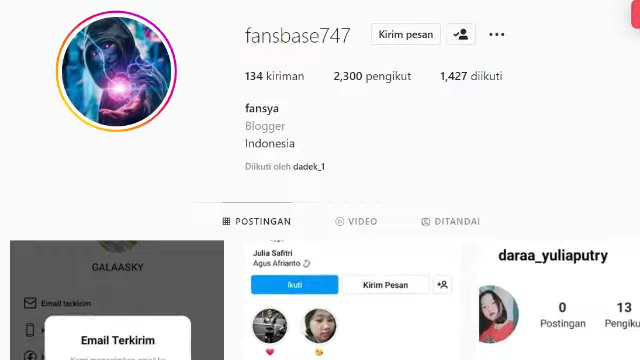 fansbase747 Kirim pesan
134 kiriman 2,300 pengikut 1,427 diikuti
fansya
Blogger
Indonesia
Diikuti oleh dadek_1
POSTINGAN VIDEO DITANDAI
GALAASKY
Email terkirim
Email Terkirim
Julia Safitri
Agus Afrianto
Ikuti Kirim Pesan
daraa_yuliaputry
0 13
Postingan Pengiku